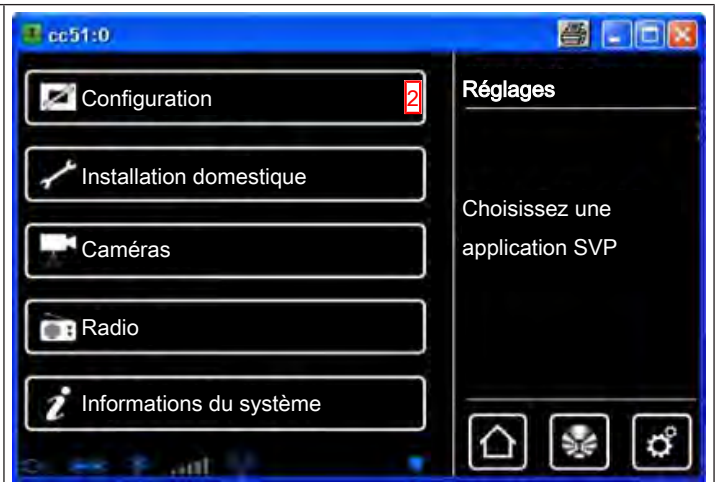 cc51:0
Configuration 2
Installation domestique
Caméras
Radio
Informations du système
Réglages
Choisissez une
application SVP